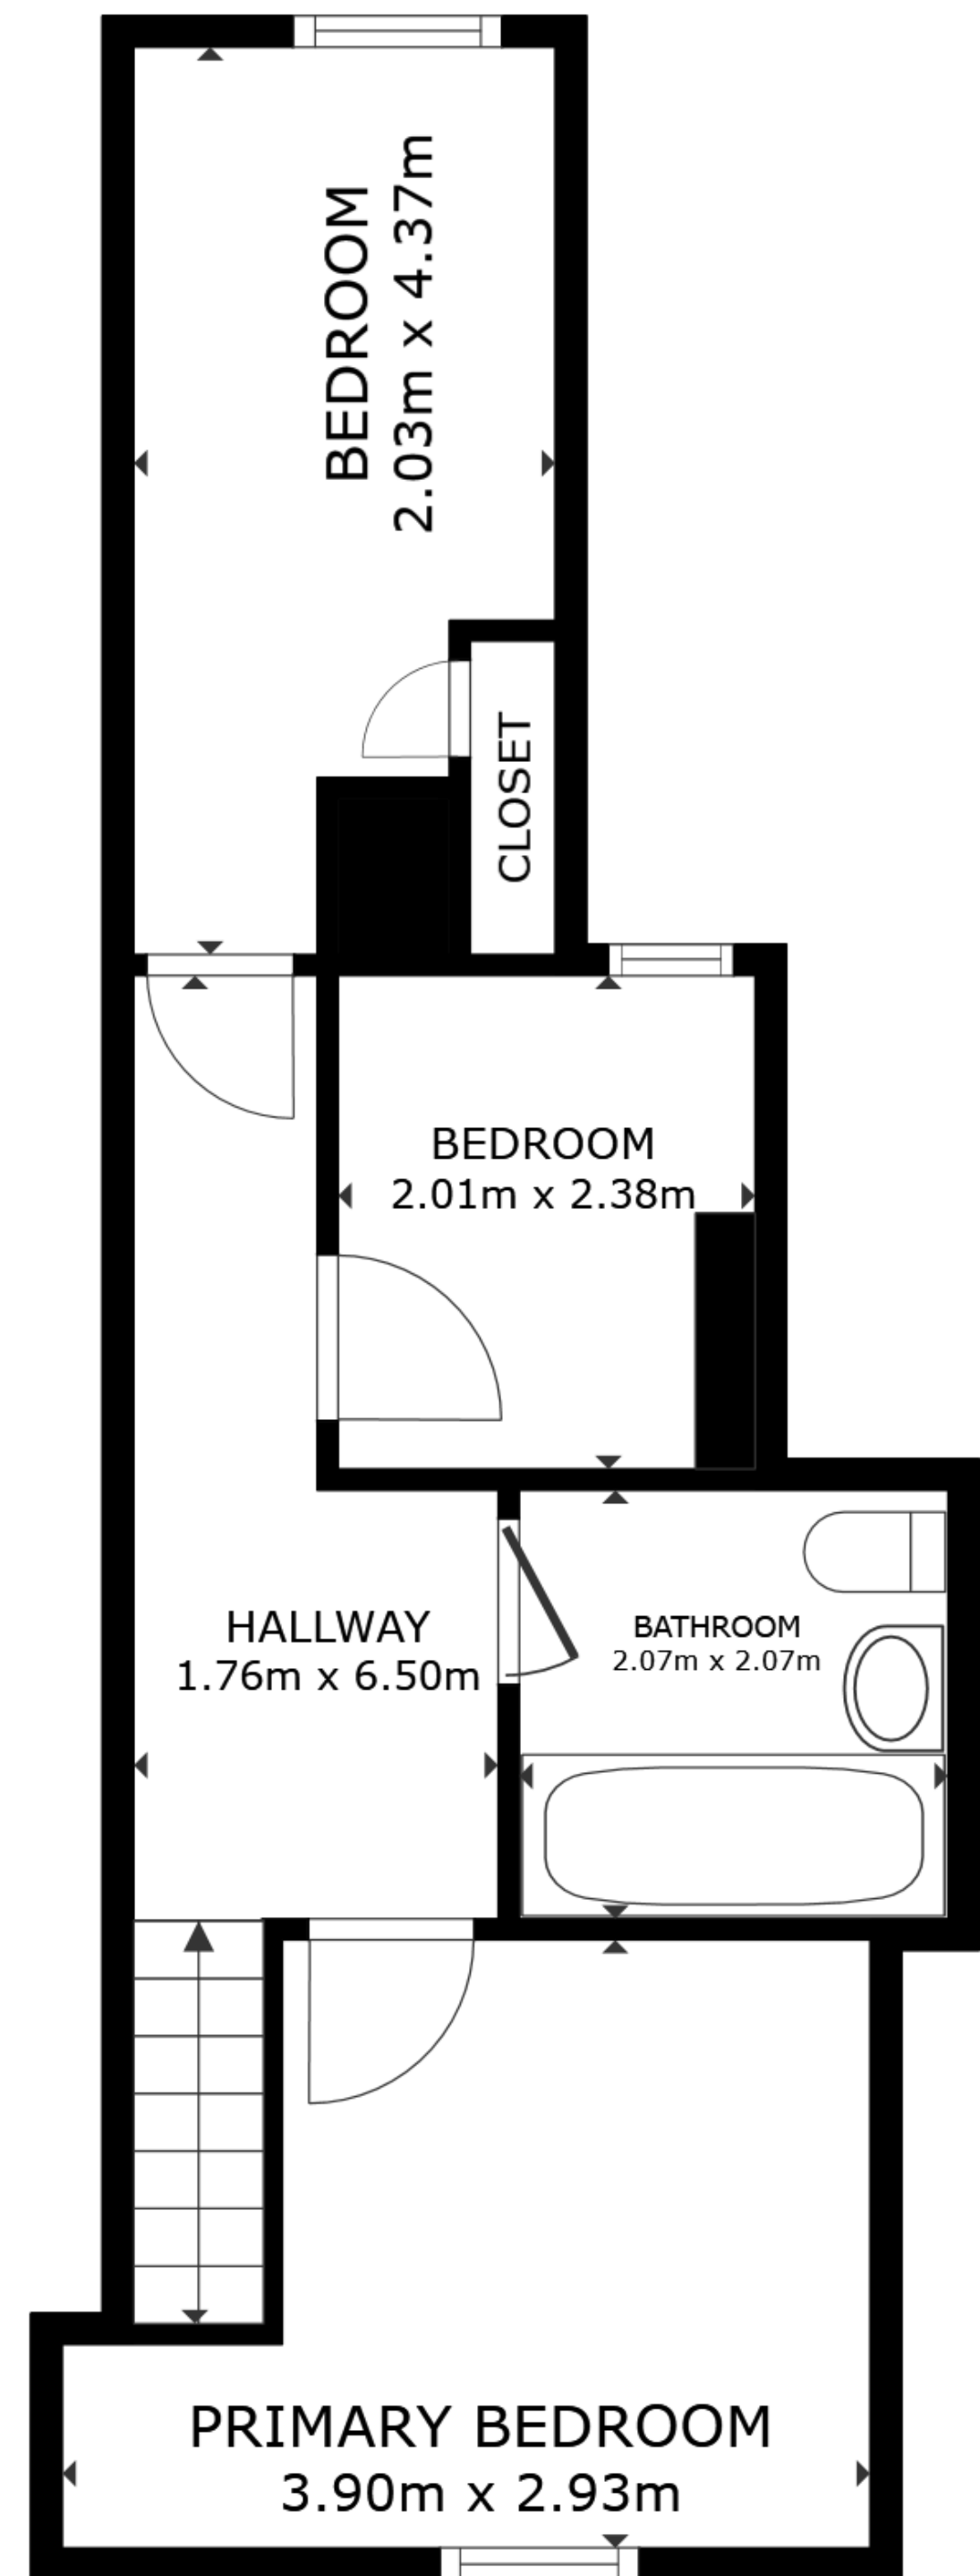 BEDROOM
2.03m x 4.37m
CLOSET
BEDROOM
2.01m x 2.38m
HALLWAY
1.76m x 6.50m
BATHROOM
2.07m x 2.07m
PRIMARY BEDROOM
3.90m x 2.93m